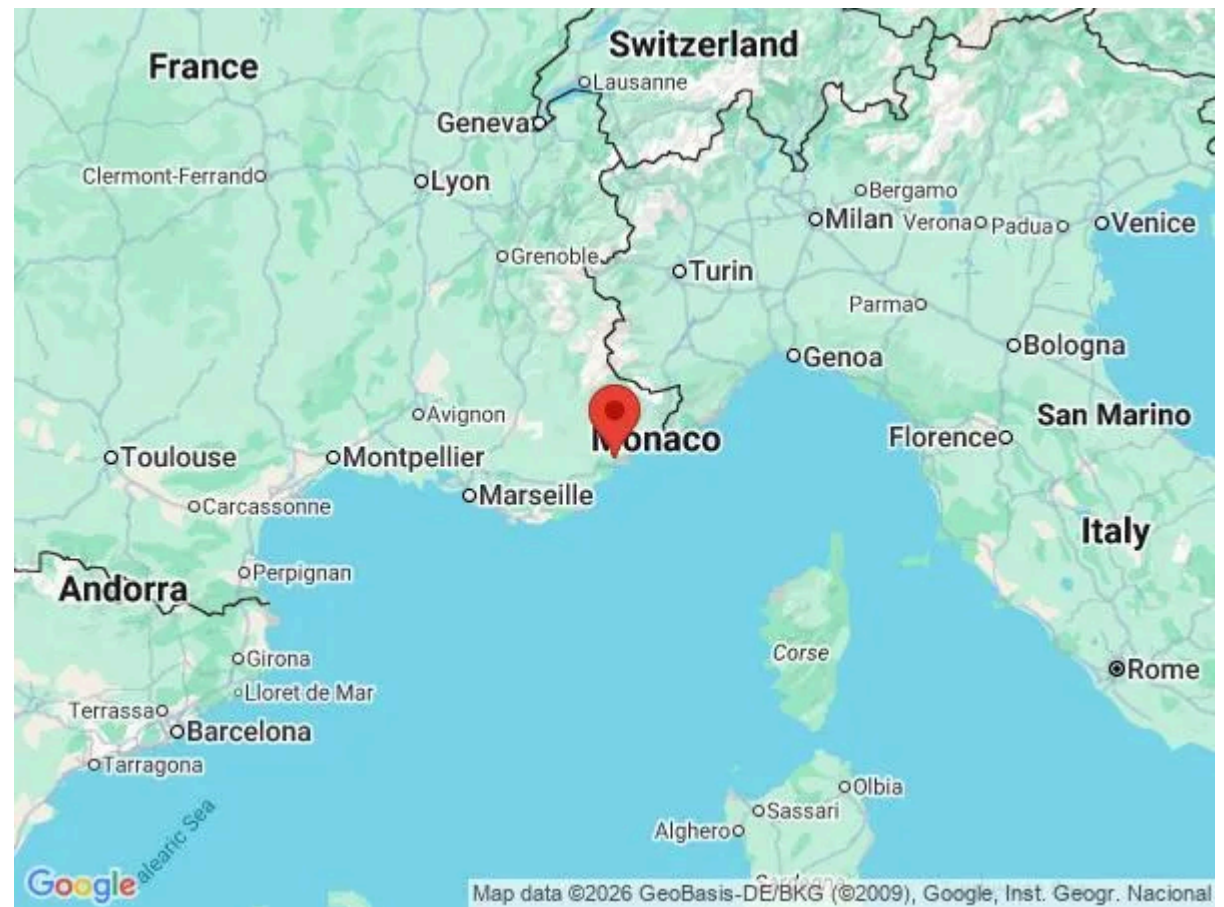 Switzerland
France
Lausanne
Geneva
Clermont-Ferrand
Lyon
Bergamo
Milan
Verona
Padua
Venice
Grenoble
Turin
Parma
Bologna
Genoa
Avignon
San Marino
Monaco
Florence
Toulouse
Montpellier
Marseille
Carcassonne
Italy
Perpignan
Andorra
Corse
Girona
Rome
Lloret de Mar
Terrassa
Barcelona
Tarragona
Olbia
Sassari
Alghero
alearic Sea
Google
Map data ©2026 GeoBasis-DE/BKG (©2009), Google, Inst. Geogr. Nacional